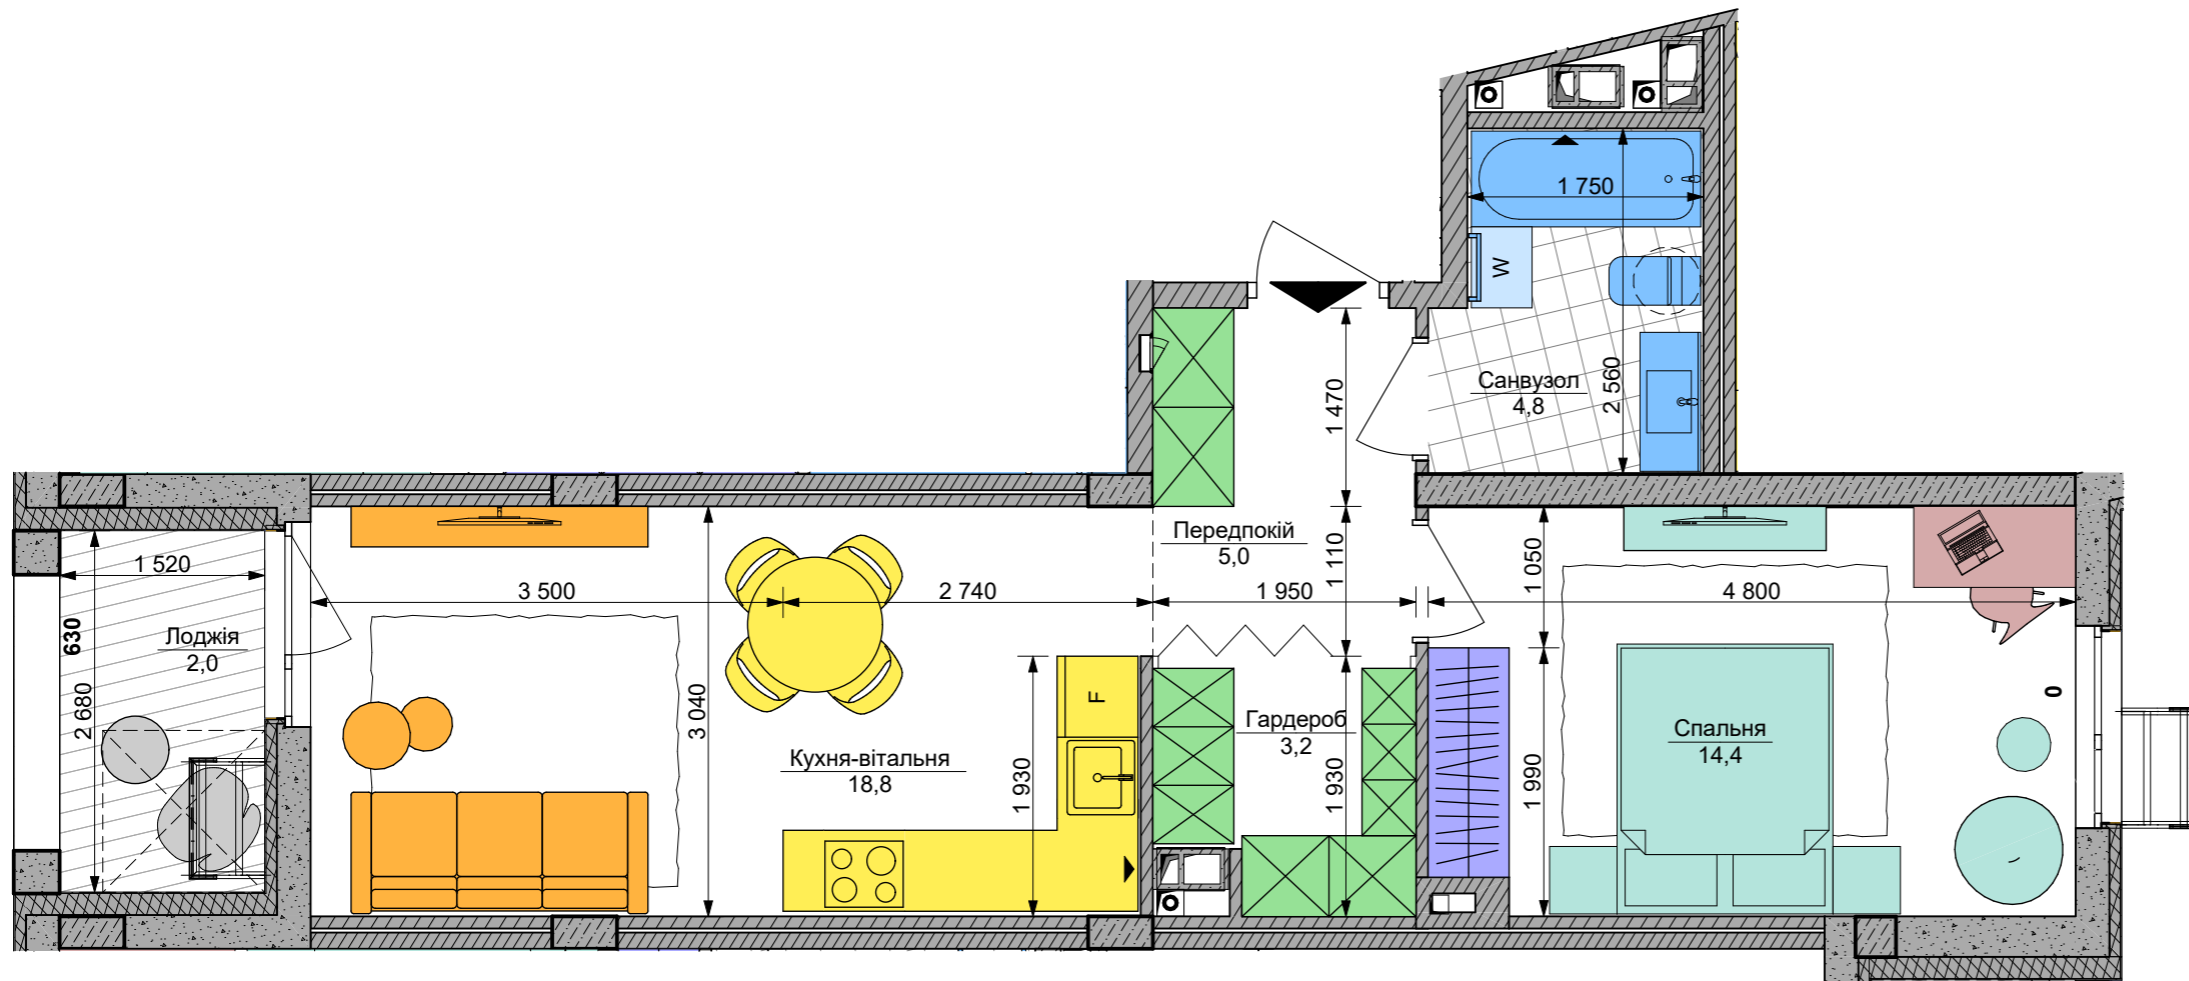 1 750
W
Санвузол
4,8
2 560
1 470
1 520
630
Лоджія
2,0
2 680
3 500
2 740
3 040
Кухня-вітальня
18,8
F
1 930
Передпокій
5,0
1 110
1 950
Гардероб
3,2
1 930
1 050
4 800
1 990
Спальня
14,4
0